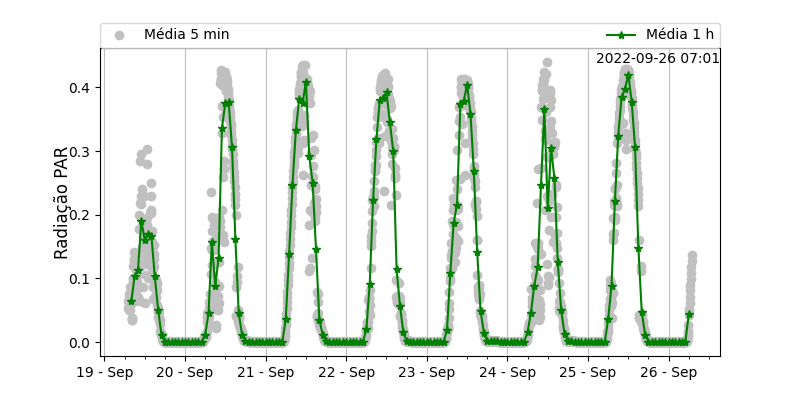 Média 5 min
Média 1 h
2022-09-26 07:01
Radiação PAR
0.4
0.3
0.2
0.1
0.0
19 - Sep
20 - Sep
21 - Sep
22 - Sep
23 - Sep
24 - Sep
25 - Sep
26 - Sep